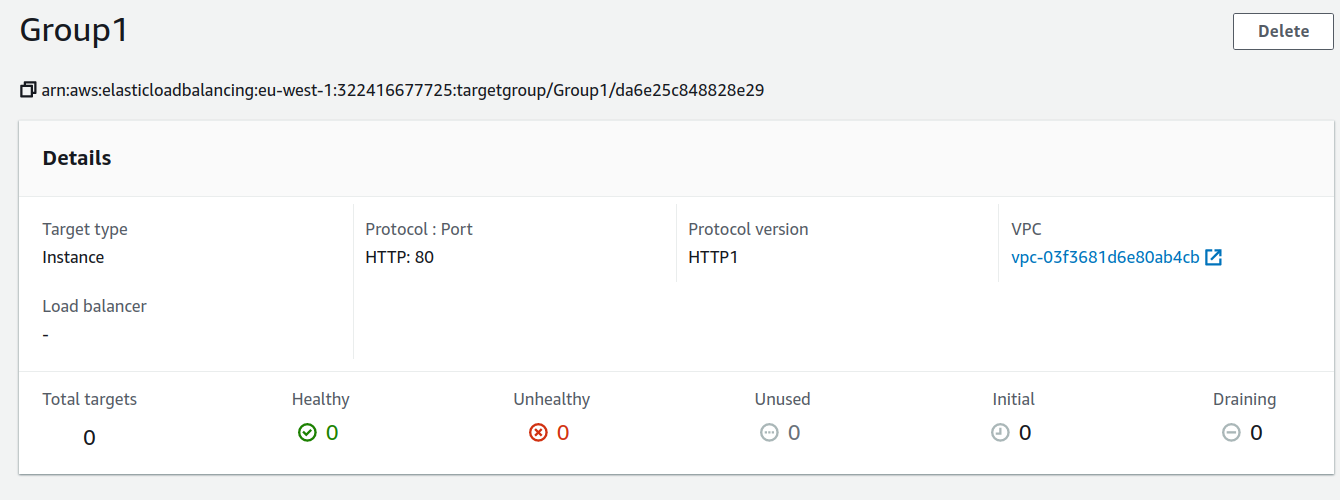 Group1
Delete
arn:aws:elasticloadbalancing:eu-west-1:322416677725:targetgroup/Group1/da6e25c848828e29
Details
Target type
Instance
Protocol : Port
HTTP: 80
Protocol version
HTTP1
VPC
vpc-03f3681d6e80ab4cb
Load balancer
-
Total targets
0
Healthy
0
Unhealthy
0
Unused
0
Initial
0
Draining
0